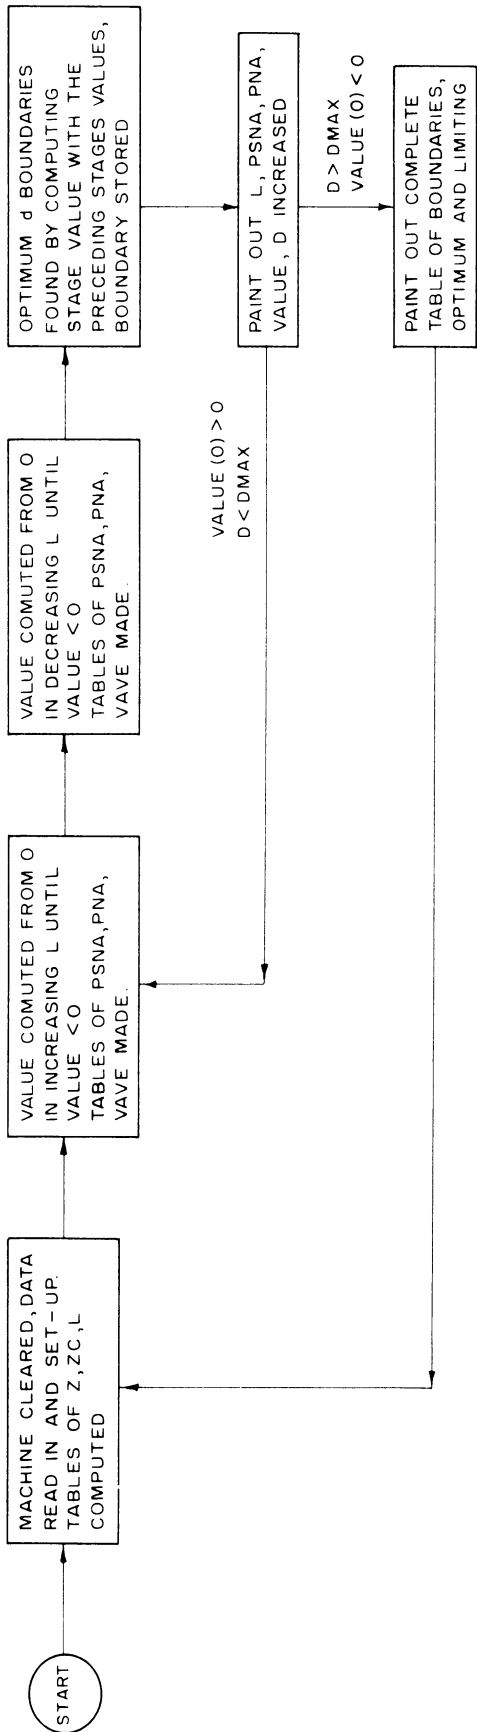 START
MACHINE CLEARED, DATA
READ IN AND SET-UP.
TABLES OF Z, ZC, L
COMPUTED
VALUE COMUTED FROM O
IN INCREASING L UNTIL
VALUE <O
TABLES OF PSNA, PNA,
VAVE MADE.
VALUE COMUTED FROM O
IN DECREASING L UNTIL
VALUE <O
TABLES OF PSNA, PNA,
VAVE MADE.
OPTIMUM d BOUNDARIES
FOUND BY COMPUTING
STAGE VALUE WITH THE
PRECEDING STAGES VALUES,
BOUNDARY STORED
PAINT OUT L, PSNA, PNA,
VALUE, D INCREASED
VALUE (O) > O
D < DMAX
D > DMAX
VALUE (O) < O
PAINT OUT COMPLETE
TABLE OF BOUNDARIES,
OPTIMUM AND LIMITING